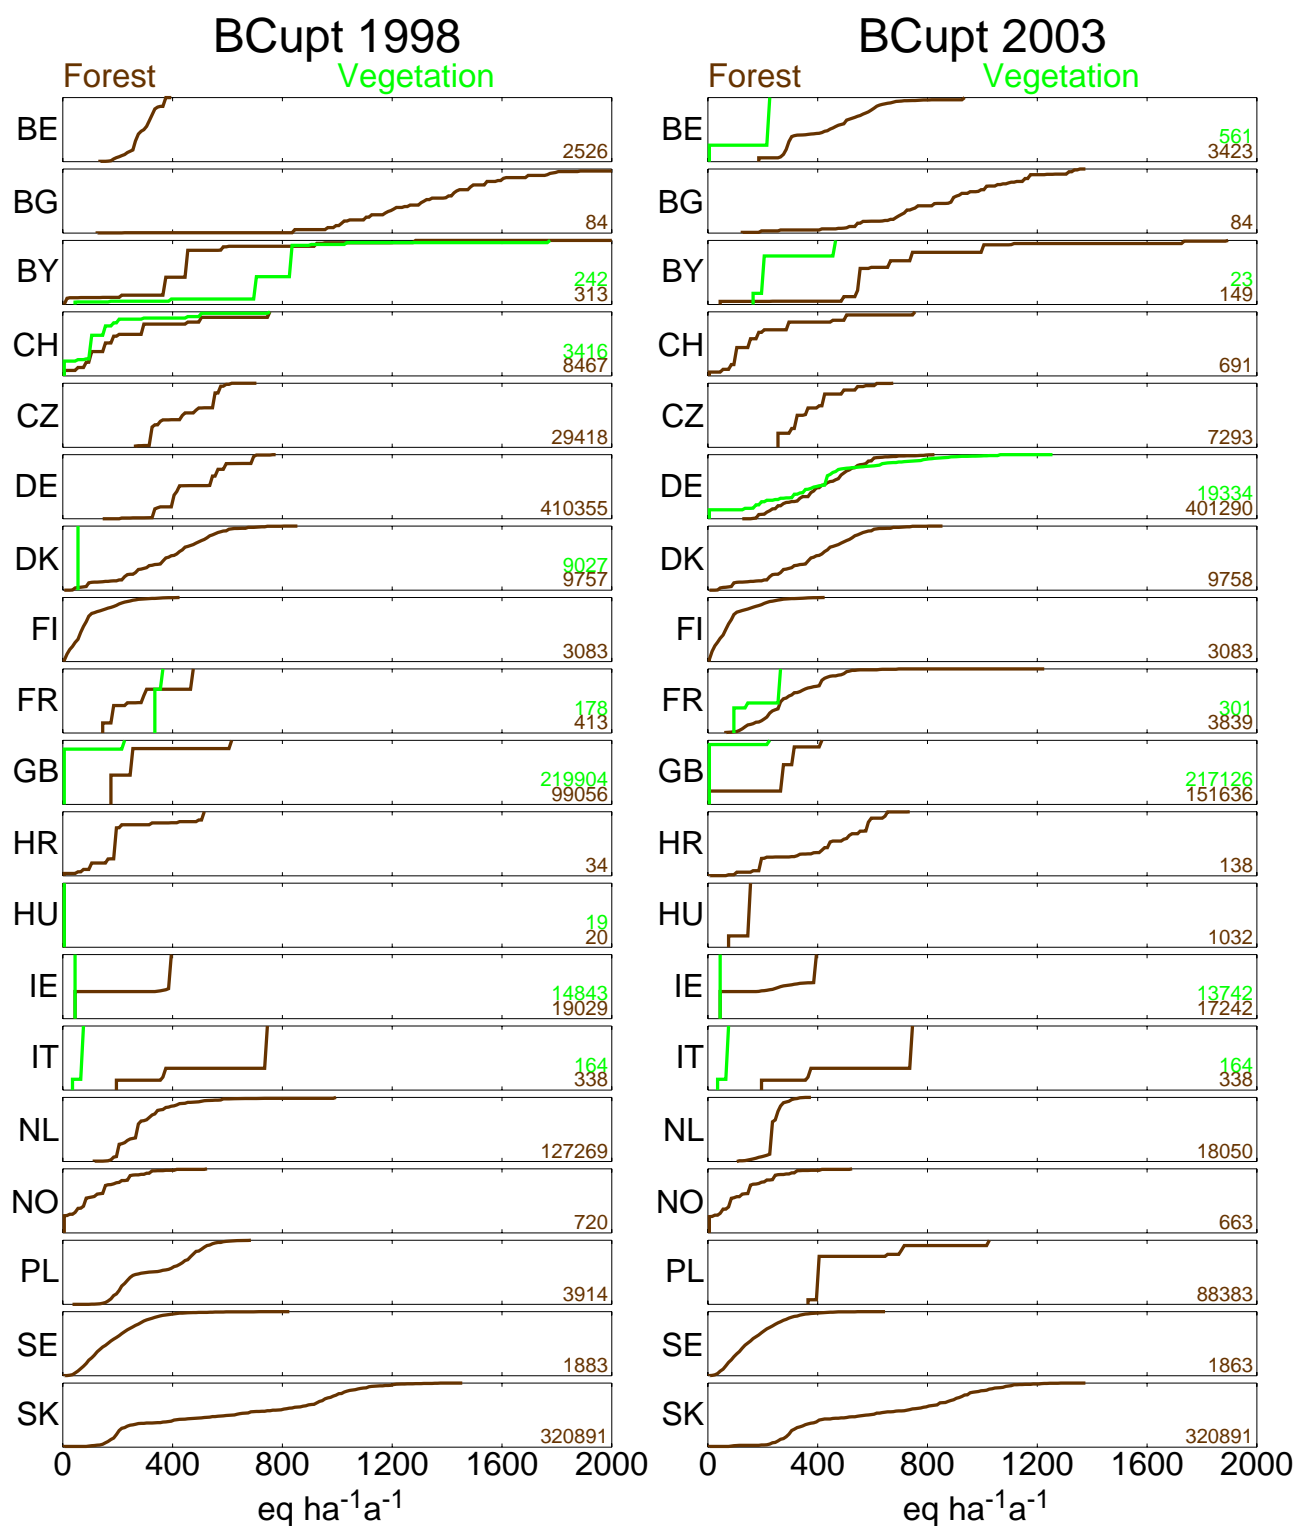 BCupt 1998
Forest Vegetation
BE
2526
BG
84
BY
242
313
CH
3416
8467
CZ
29418
DE
410355
DK
9027
9757
FI
3083
FR
178
413
GB
219904
99056
HR
34
HU
19
20
IE
14843
19029
IT
164
338
NL
127269
NO
720
PL
3914
SE
1883
SK
320891
0 400 800 1200 1600 2000
eq ha-1a-1
BCupt 2003
Forest Vegetation
BE
561
3423
BG
84
BY
23
149
CH
691
CZ
7293
DE
19334
401290
DK
9758
FI
3083
FR
301
3839
GB
217126
151636
HR
138
HU
1032
IE
13742
17242
IT
164
338
NL
18050
NO
663
PL
88383
SE
1863
SK
320891
0 400 800 1200 1600 2000
eq ha-1a-1